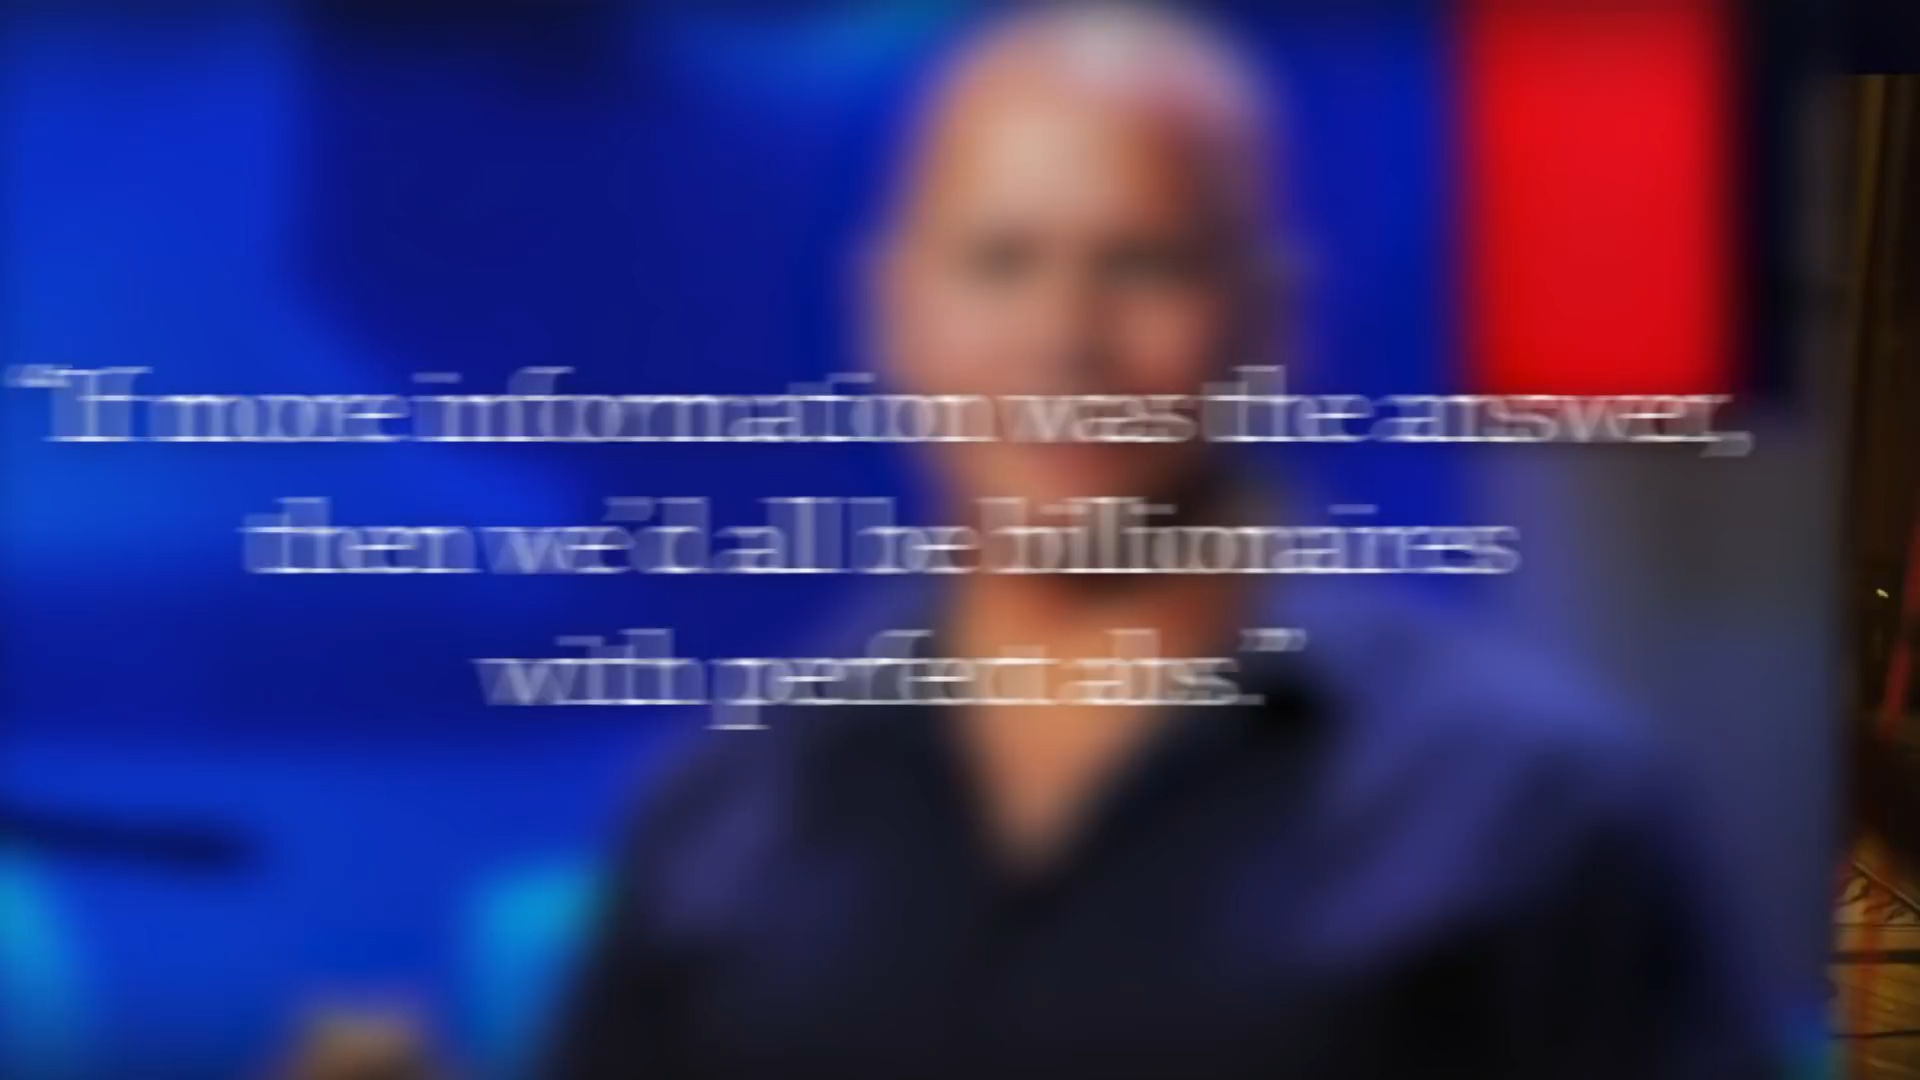 “If more information was the answer,
then we’d all be billionaires
with perfect abs.”